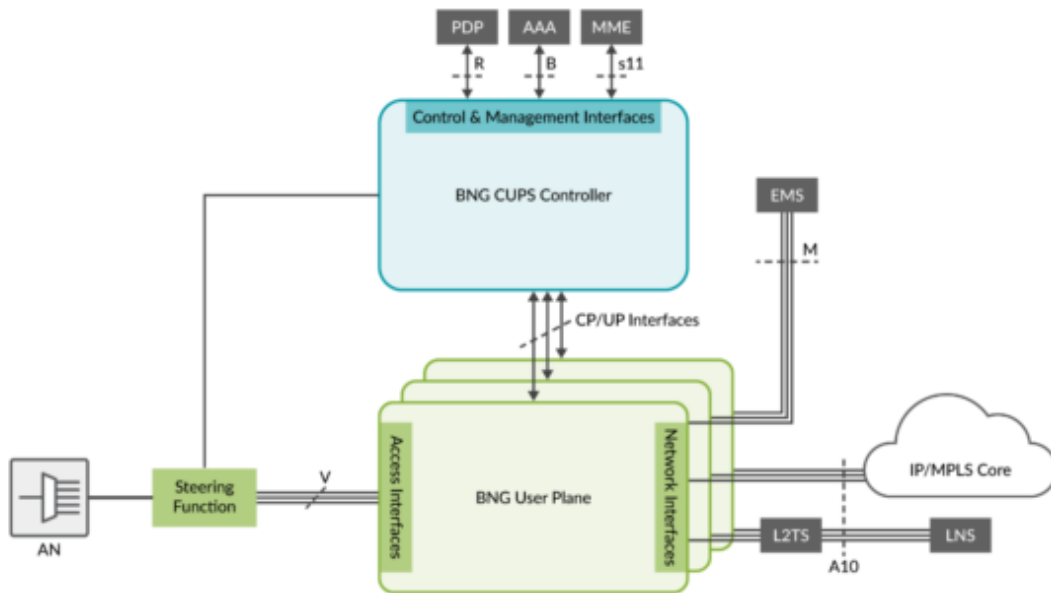 PDP
AAA
MME
R
B
s11
Control & Management Interfaces
BNG CUPS Controller
EMS
M
CP/UP Interfaces
Access Interfaces
Network Interfaces
IP/MPLS Core
Steering
Function
V
BNG User Plane
L2TS
LNS
AN
A10